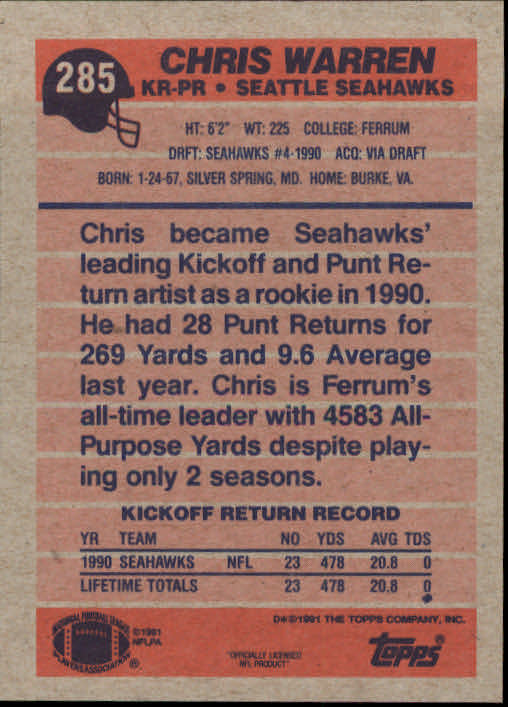 285
CHRIS WARREN
KR-PR • SEATTLE SEAHAWKS
HT: 6'2" WT: 225 COLLEGE: FERRUM
DRFT: SEAHAWKS #4-1990 ACQ: VIA DRAFT
BORN: 1-24-67, SILVER SPRING, MD. HOME: BURKE, VA.
Chris became Seahawks'
leading Kickoff and Punt Re-
turn artist as a rookie in 1990.
He had 28 Punt Returns for
269 Yards and 9.6 Average
last year. Chris is Ferrum's
all-time leader with 4583 All-
Purpose Yards despite play-
ing only 2 seasons.
KICKOFF RETURN RECORD
YR TEAM NO YDS AVG TDS
1990 SEAHAWKS NFL 23 478 20.8 0
LIFETIME TOTALS 23 478 20.8 0
D*©1991 THE TOPPS COMPANY, INC.
NATIONAL FOOTBALL LEAGUE
PLAYERS ASSOCIATION ®
©1991
NFLPA
"OFFICIALLY LICENSED
NFL PRODUCT"
topps®